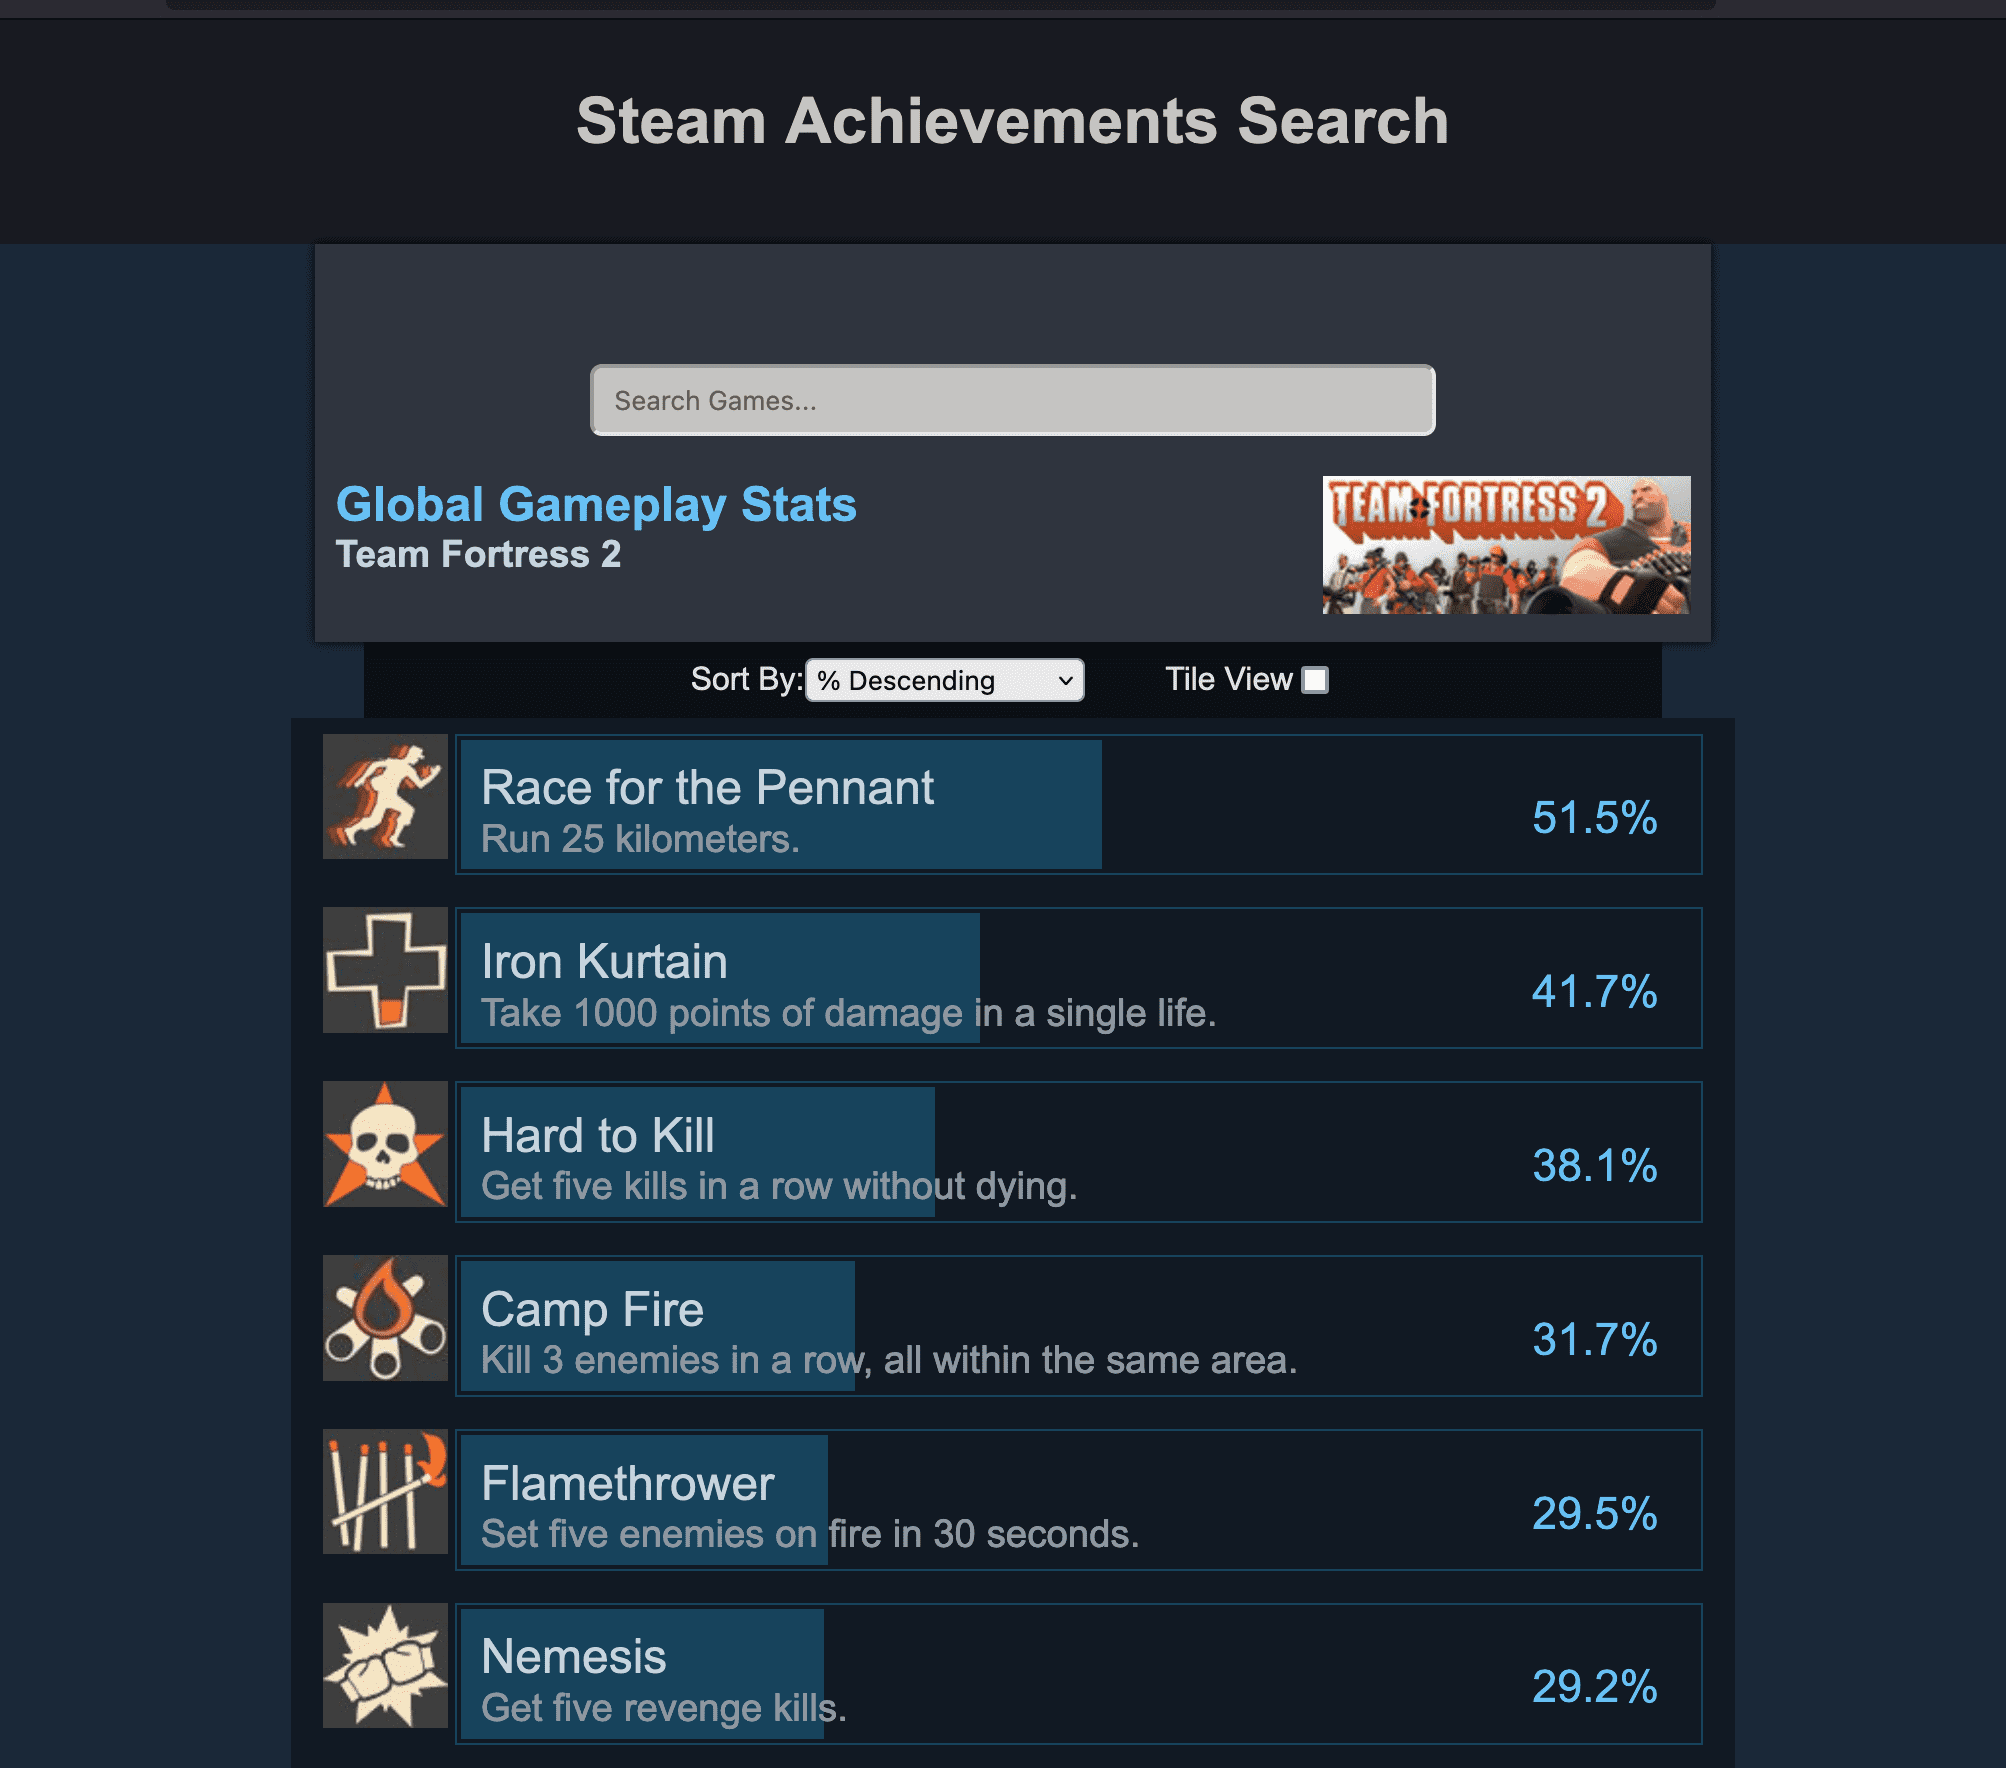 Steam Achievements Search
Search Games...
Global Gameplay Stats
Team Fortress 2
TEAM FORTRESS 2
Sort By: % Descending Tile View
Race for the Pennant
Run 25 kilometers.
51.5%
Iron Kurtain
Take 1000 points of damage in a single life.
41.7%
Hard to Kill
Get five kills in a row without dying.
38.1%
Camp Fire
Kill 3 enemies in a row, all within the same area.
31.7%
Flamethrower
Set five enemies on fire in 30 seconds.
29.5%
Nemesis
Get five revenge kills.
29.2%